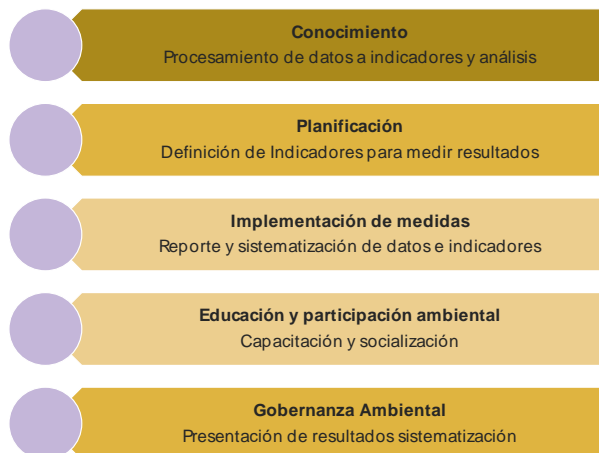 Conocimiento
Procesamiento de datos a indicadores y análisis
Planificación
Definición de Indicadores para medir resultados
Implementación de medidas
Reporte y sistematización de datos e indicadores
Educación y participación ambiental
Capacitación y socialización
Gobernanza Ambiental
Presentación de resultados sistematización